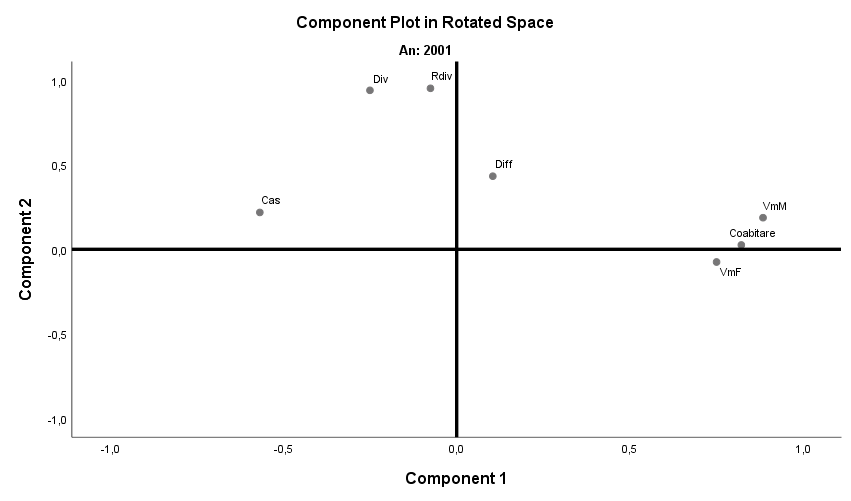 Component Plot in Rotated Space
An: 2001
1,0
0,5
0,0
-0,5
-1,0
Component 2
Div
Rdiv
Diff
Cas
VmM
Coabitare
VmF
-1,0
-0,5
0,0
0,5
1,0
Component 1